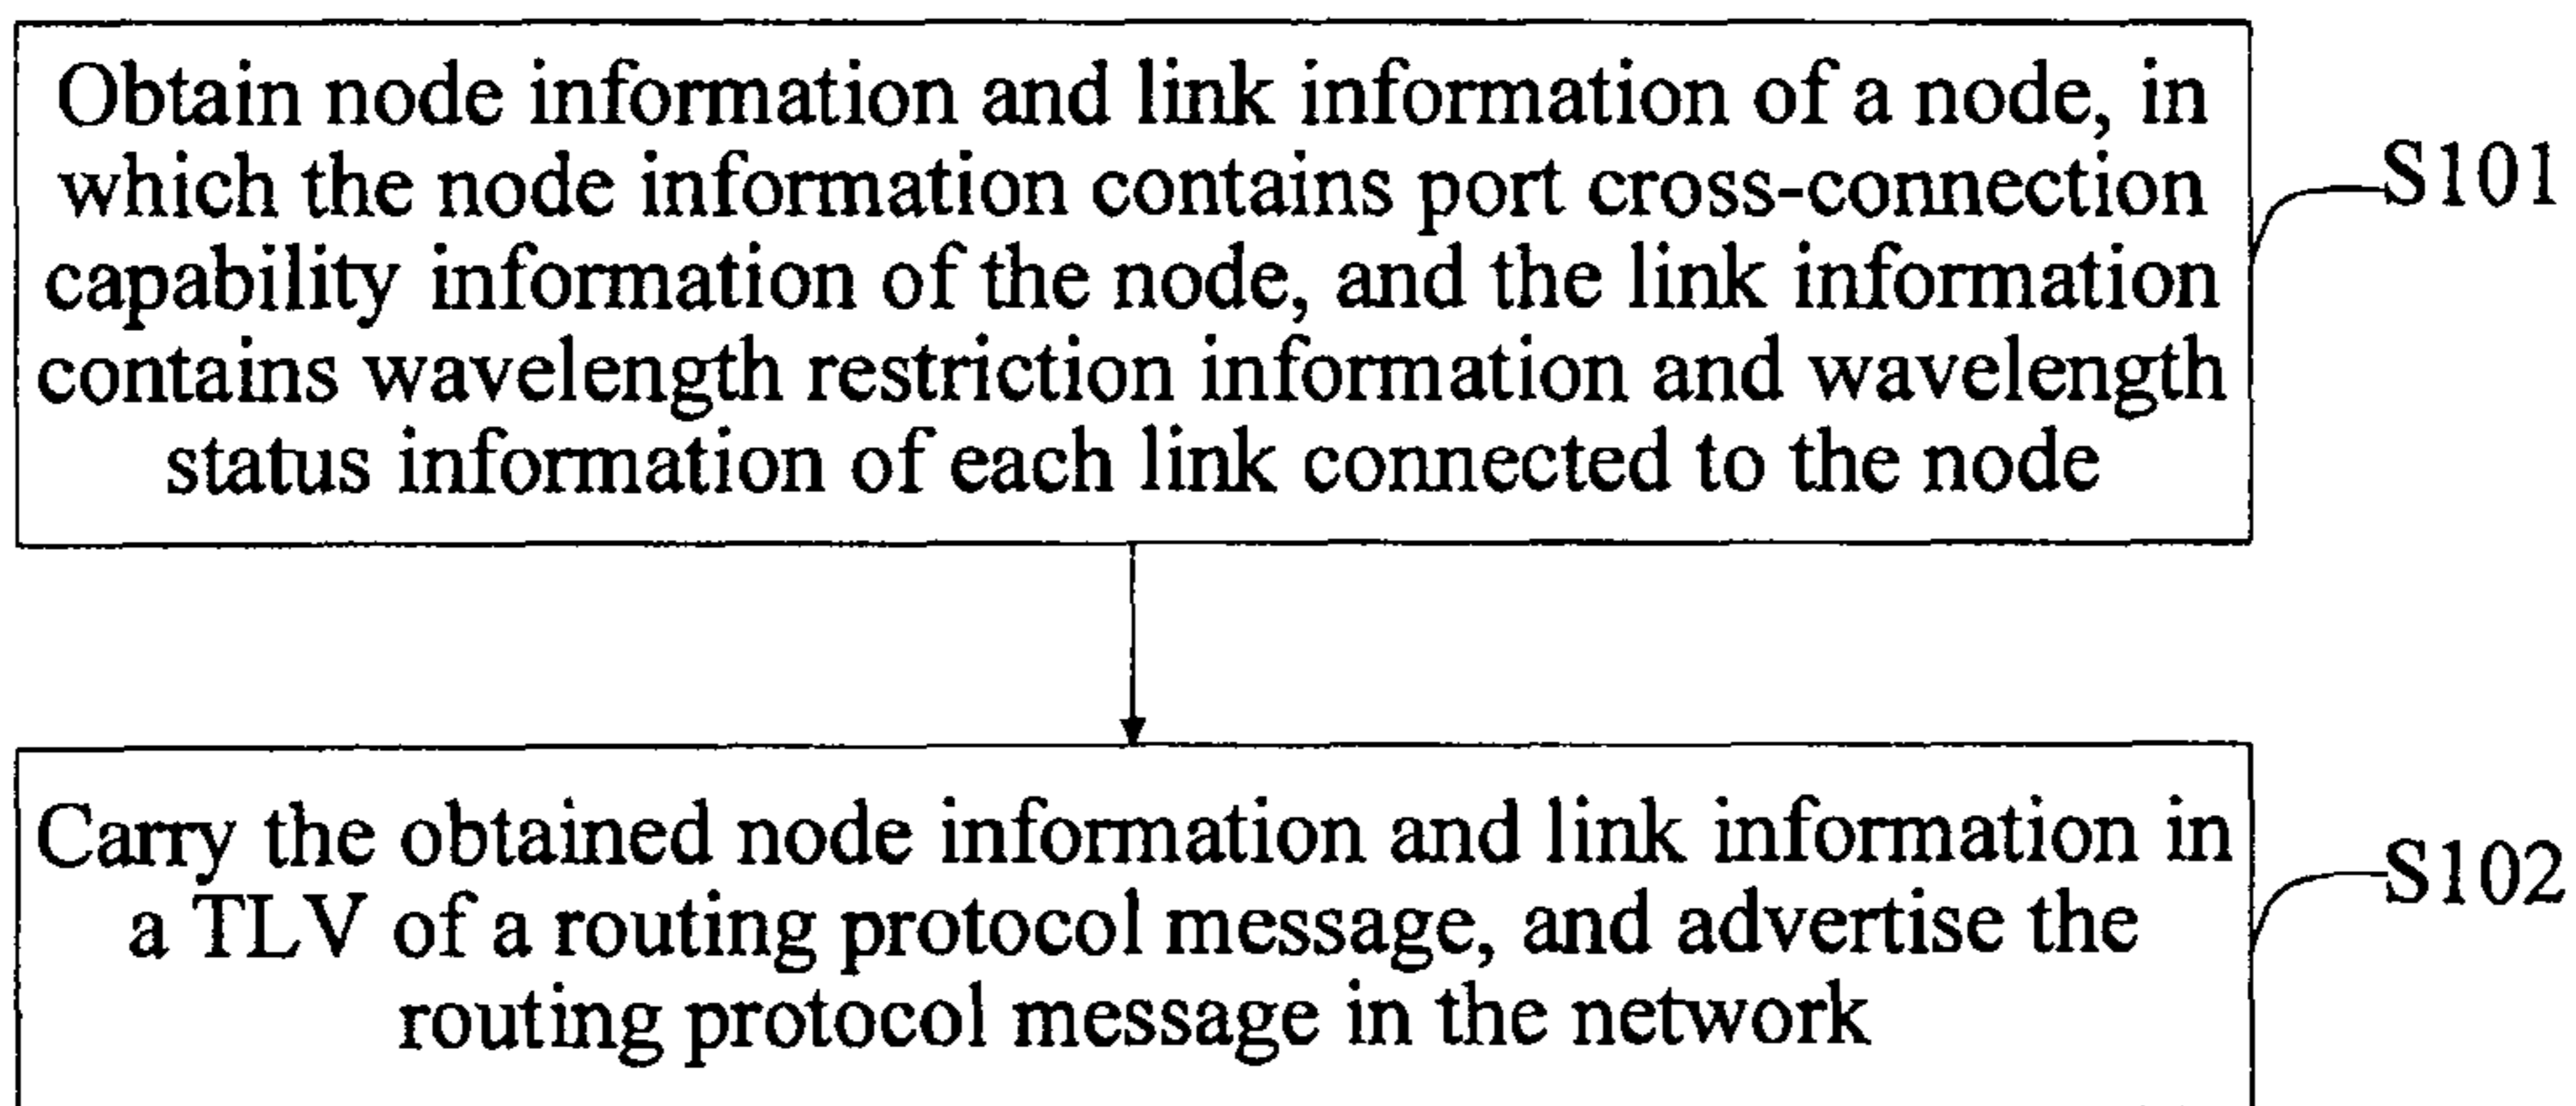 Obtain node information and link information of a node, in
which the node information contains port cross-connection
capability information of the node, and the link information
contains wavelength restriction information and wavelength
status information of each link connected to the node
S101
Carry the obtained node information and link information in
a TLV of a routing protocol message, and advertise the
routing protocol message in the network
S102